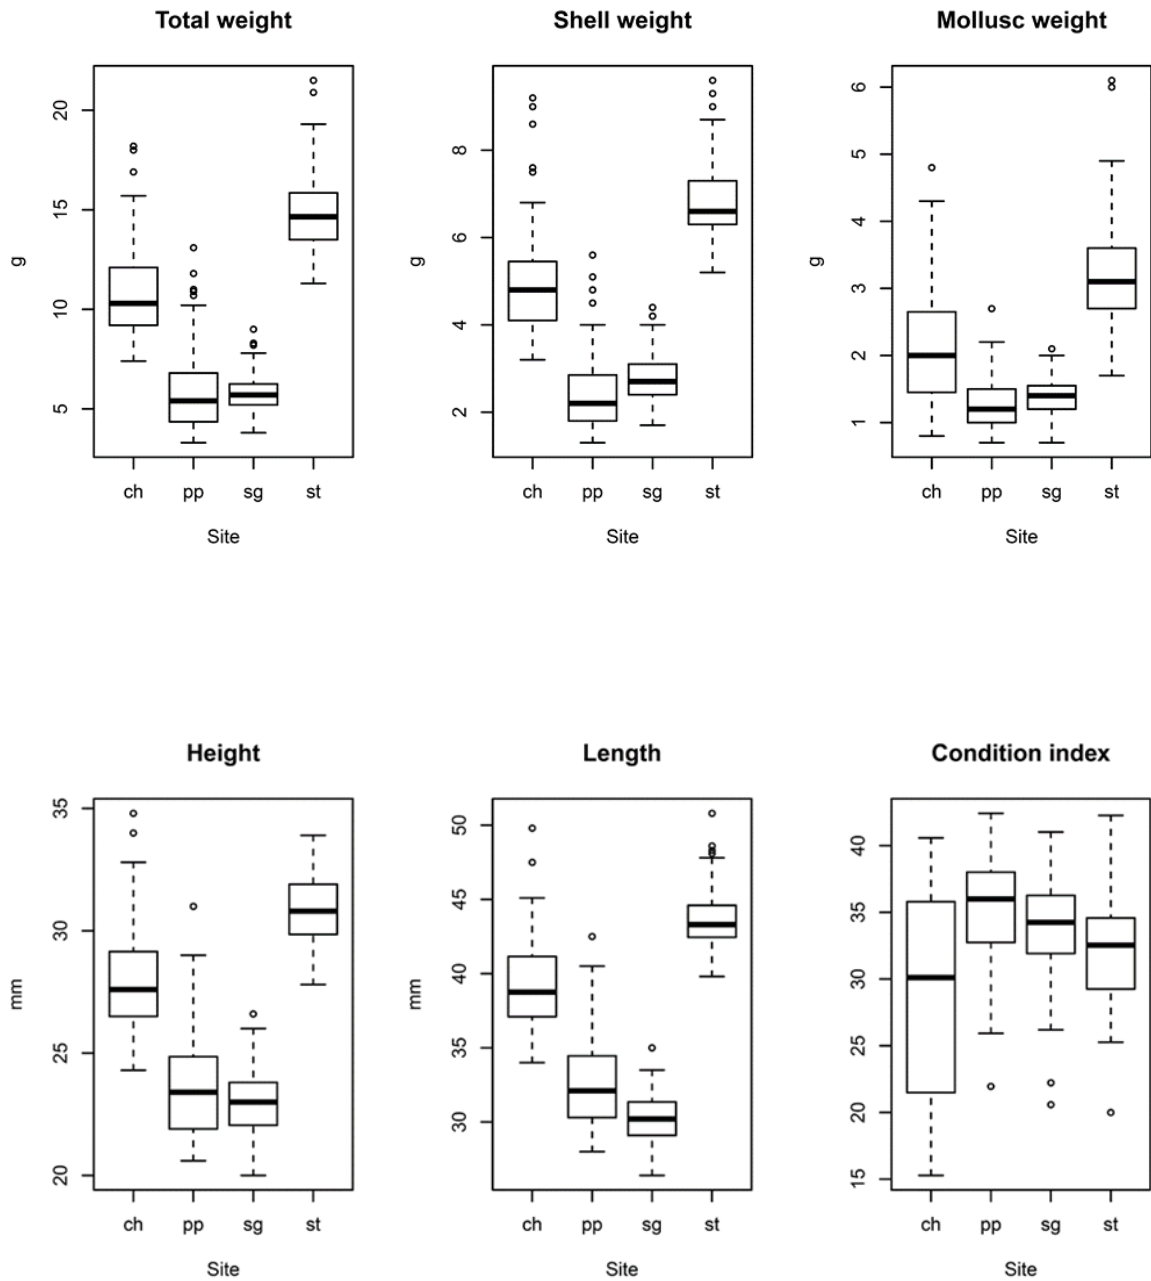 Total weight
Shell weight
Mollusc weight
20
15
10
5
g
ch pp sg st
Site
8
6
4
2
g
ch pp sg st
Site
6
5
4
3
2
1
g
ch pp sg st
Site
Height
Length
Condition index
35
30
25
20
mm
ch pp sg st
Site
50
45
40
35
30
mm
ch pp sg st
Site
40
35
30
25
20
15
ch pp sg st
Site